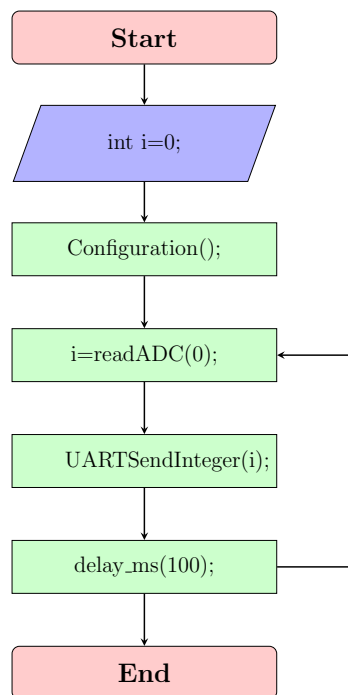 Start
int i=0;
Configuration();
i=readADC(0);
UARTSendInteger(i);
delay_ms(100);
End